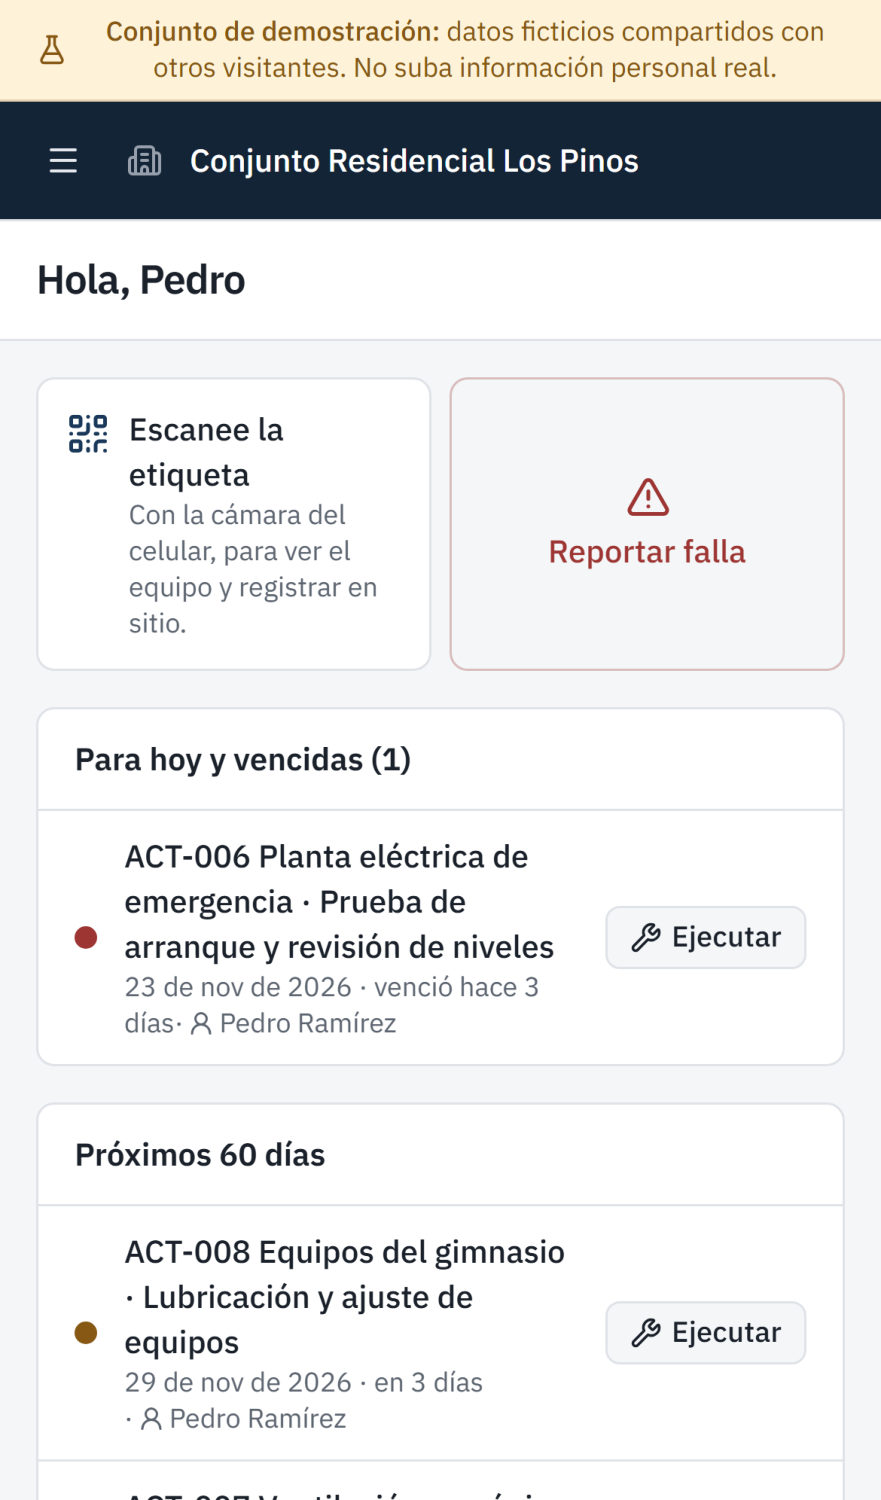 Conjunto de demostración: datos ficticios compartidos con
otros visitantes. No suba información personal real.
Conjunto Residencial Los Pinos
Hola, Pedro
Escanee la
etiqueta
Con la cámara del
celular, para ver el
equipo y registrar en
sitio.
Reportar falla
Para hoy y vencidas (1)
ACT-006 Planta eléctrica de
emergencia · Prueba de
arranque y revisión de niveles
23 de nov de 2026 · venció hace 3
días· Pedro Ramírez
Ejecutar
Próximos 60 días
ACT-008 Equipos del gimnasio
· Lubricación y ajuste de
equipos
29 de nov de 2026 · en 3 días
· Pedro Ramírez
Ejecutar